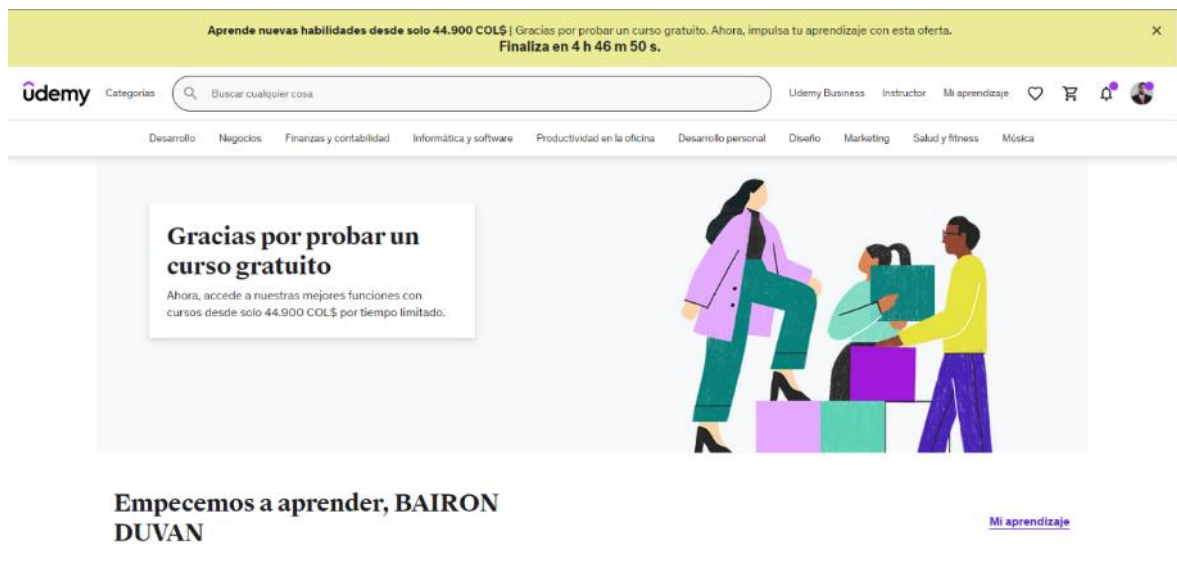 Aprende nuevas habilidades desde solo 44.900 COL$ | Gracias por probar un curso gratuito. Ahora, impulsa tu aprendizaje con esta oferta.
Finaliza en 4 h 46 m 50 s.
ûdemy
Categorías
Buscar cualquier cosa
Udemy Business
Instructor
Mi aprendizaje
Desarrollo
Negocios
Finanzas y contabilidad
Informática y software
Productividad en la oficina
Desarrollo personal
Diseño
Marketing
Salud y fitness
Música
Gracias por probar un
curso gratuito
Ahora, accede a nuestras mejores funciones con
cursos desde solo 44.900 COL$ por tiempo limitado.
Empecemos a aprender, BAIRON
DUVAN
Mi aprendizaje